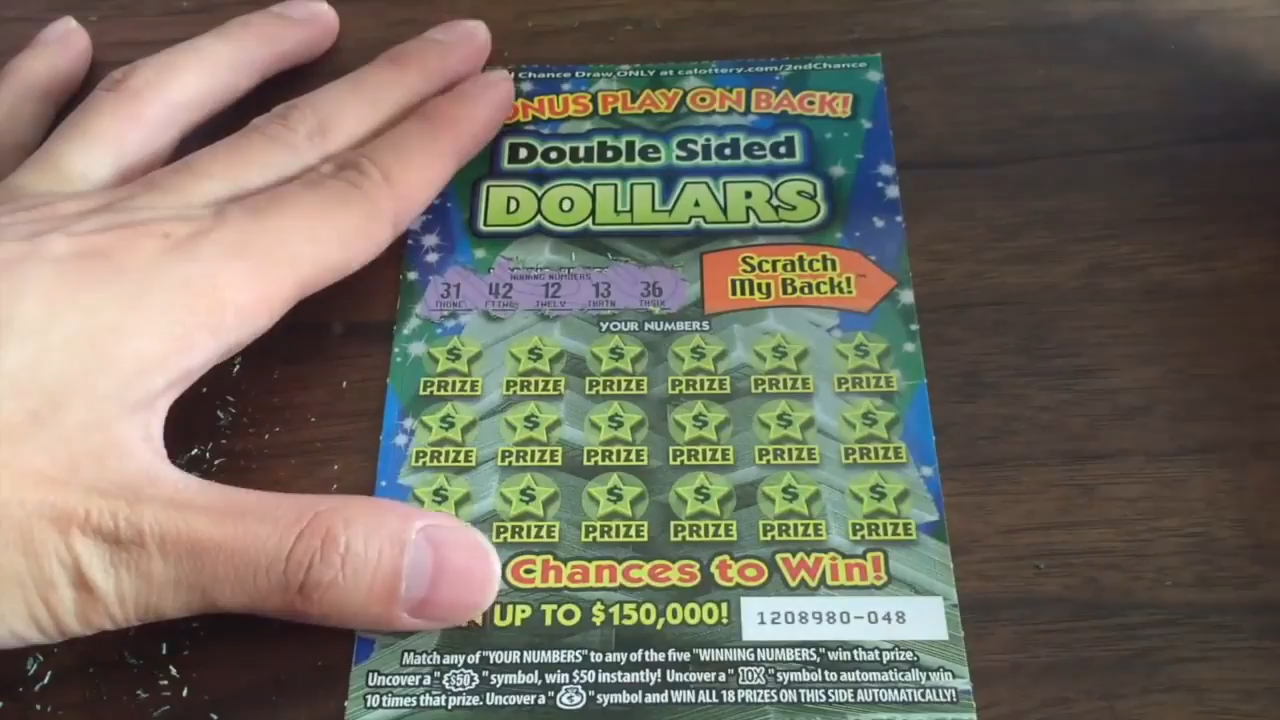 Chance Draw ONLY at calottery.com/2ndChance
ONUS PLAY ON BACK!
Double Sided
DOLLARS
Scratch
My Back!™
WINNING NUMBERS
31 42 12 13 36
THONE FTTWO TWELV THRTN THSIX
YOUR NUMBERS
$ $ $ $ $ $
PRIZE PRIZE PRIZE PRIZE PRIZE PRIZE
$ $ $ $ $ $
PRIZE PRIZE PRIZE PRIZE PRIZE PRIZE
$ $ $ $ $ $
PRIZE PRIZE PRIZE PRIZE PRIZE
Chances to Win!
UP TO $150,000!
1208980-048
Match any of "YOUR NUMBERS" to any of the five "WINNING NUMBERS," win that prize.
Uncover a "$50" symbol, win $50 instantly! Uncover a "10X" symbol to automatically win
10 times that prize. Uncover a " " symbol and WIN ALL 18 PRIZES ON THIS SIDE AUTOMATICALLY!